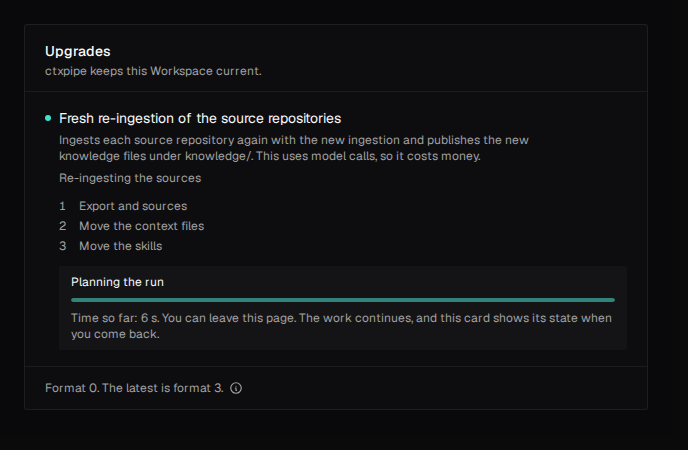 Upgrades
ctxpipe keeps this Workspace current.
Fresh re-ingestion of the source repositories
Ingests each source repository again with the new ingestion and publishes the new
knowledge files under knowledge/. This uses model calls, so it costs money.
Re-ingesting the sources
1 Export and sources
2 Move the context files
3 Move the skills
Planning the run
Time so far: 6 s. You can leave this page. The work continues, and this card shows its state when
you come back.
Format 0. The latest is format 3.